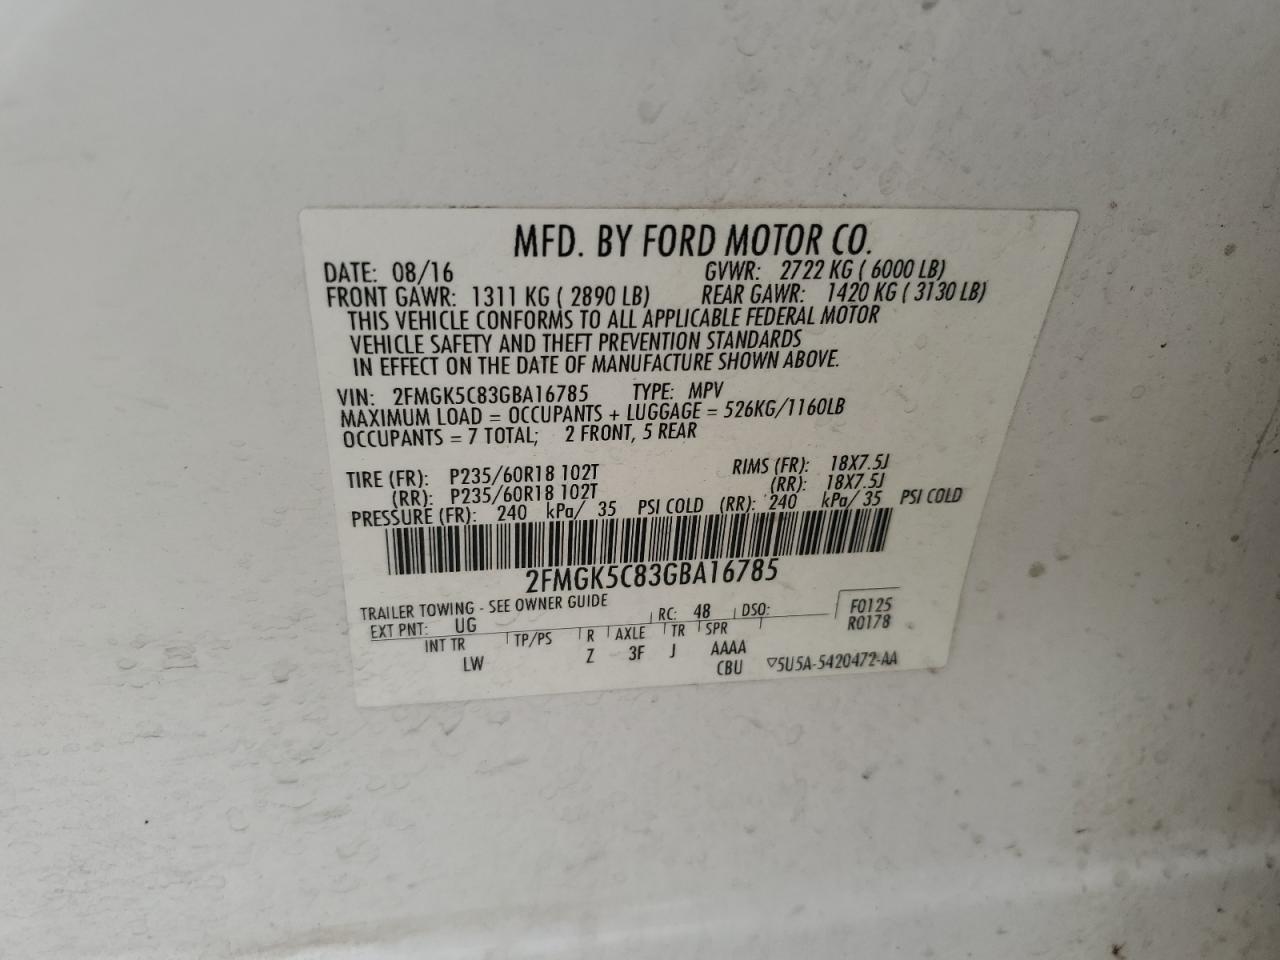 MFD. BY FORD MOTOR CO.
DATE: 08/16 GVWR: 2722 KG ( 6000 LB)
FRONT GAWR: 1311 KG ( 2890 LB) REAR GAWR: 1420 KG ( 3130 LB)
THIS VEHICLE CONFORMS TO ALL APPLICABLE FEDERAL MOTOR
VEHICLE SAFETY AND THEFT PREVENTION STANDARDS
IN EFFECT ON THE DATE OF MANUFACTURE SHOWN ABOVE.
VIN: 2FMGK5C83GBA16785 TYPE: MPV
MAXIMUM LOAD = OCCUPANTS + LUGGAGE = 526KG/1160LB
OCCUPANTS = 7 TOTAL; 2 FRONT, 5 REAR
TIRE (FR): P235/60R18 102T RIMS (FR): 18X7.5J
(RR): P235/60R18 102T (RR): 18X7.5J
PRESSURE (FR): 240 kPa/ 35 PSI COLD (RR): 240 kPa/ 35 PSI COLD
2FMGK5C83GBA16785
TRAILER TOWING - SEE OWNER GUIDE
EXT PNT: UG RC: 48 DSO: F0125
R0178
INT TR TP/PS R AXLE TR SPR
LW Z 3F J AAAA
CBU ▽5U5A-5420472-AA